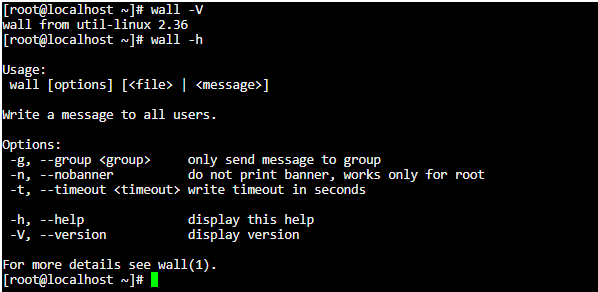 [root@localhost ~]# wall -V
wall from util-linux 2.36
[root@localhost ~]# wall -h
Usage:
wall [options] [<file> | <message>]
Write a message to all users.
Options:
-g, --group <group>     only send message to group
-n, --nobanner          do not print banner, works only for root
-t, --timeout <timeout> write timeout in seconds
-h, --help              display this help
-V, --version           display version
For more details see wall(1).
[root@localhost ~]#